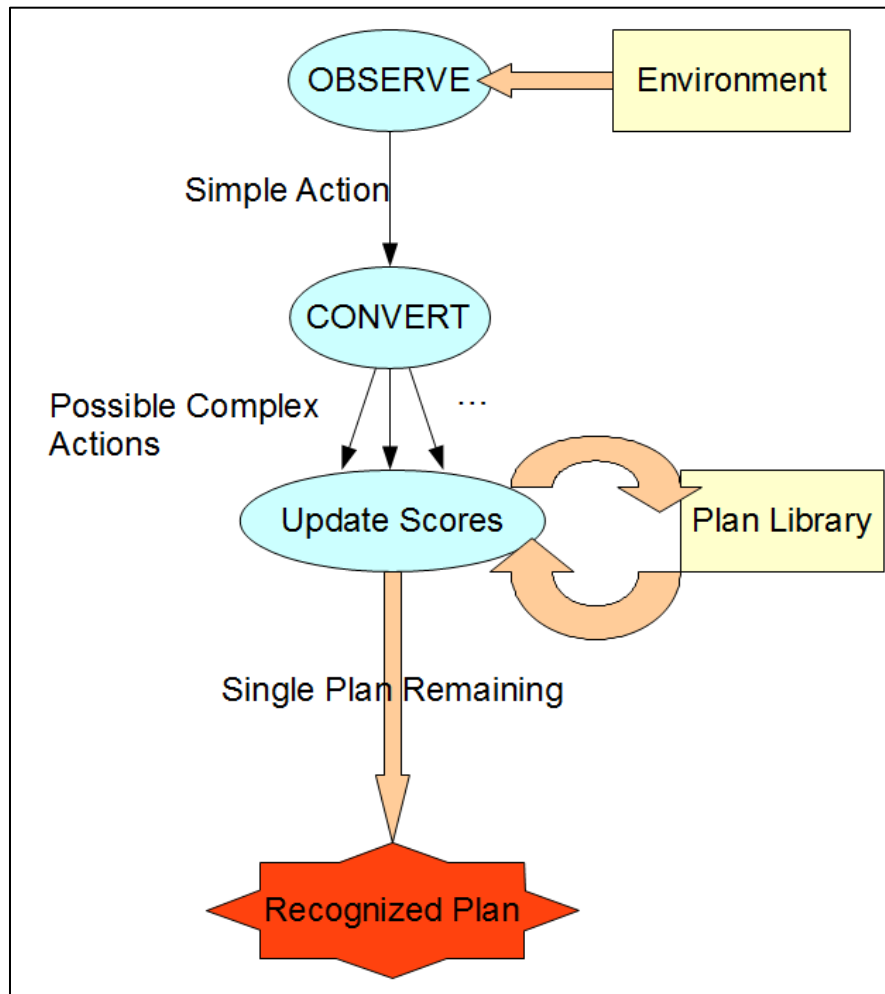 OBSERVE
Environment
Simple Action
CONVERT
Possible Complex
Actions
...
Update Scores
Plan Library
Single Plan Remaining
Recognized Plan